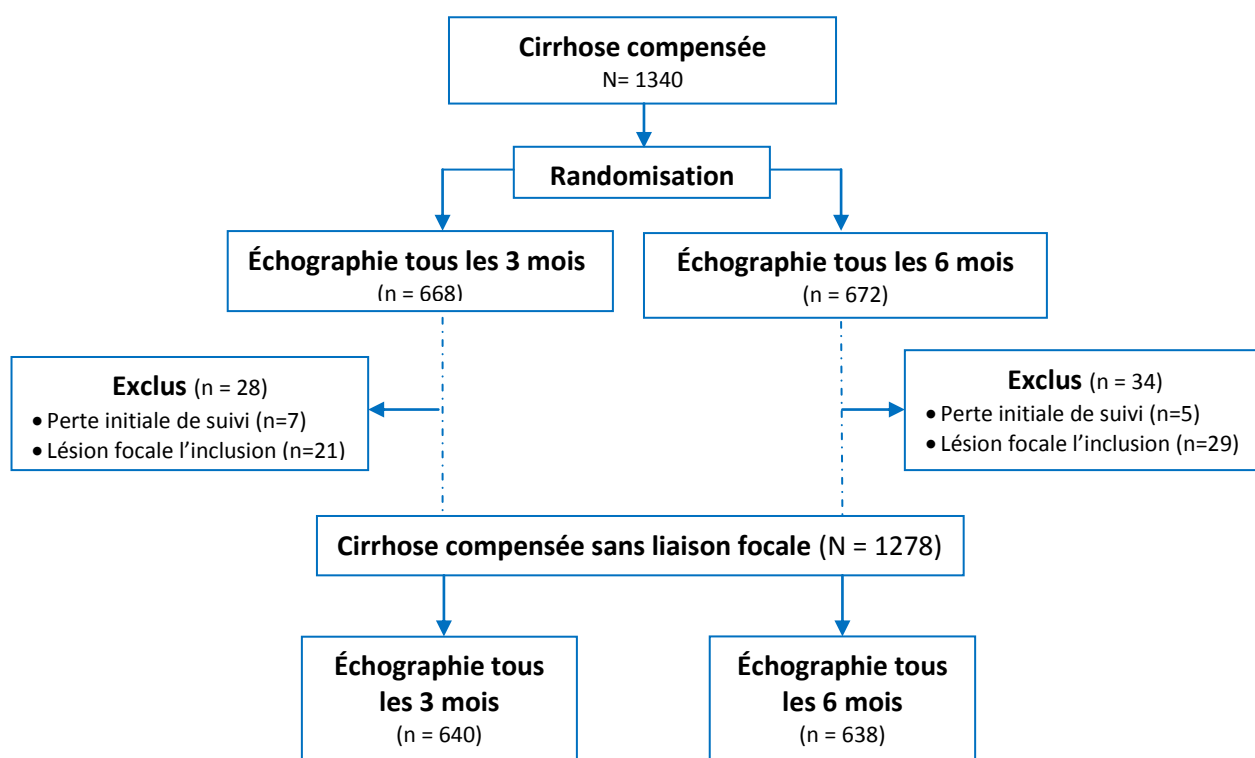 Cirrhose compensée
N= 1340
Randomisation
Échographie tous les 3 mois
(n = 668)
Échographie tous les 6 mois
(n = 672)
Exclus (n = 28)
• Perte initiale de suivi (n=7)
• Lésion focale l'inclusion (n=21)
Exclus (n = 34)
• Perte initiale de suivi (n=5)
• Lésion focale l'inclusion (n=29)
Cirrhose compensée sans liaison focale (N = 1278)
Échographie tous
les 3 mois
(n = 640)
Échographie tous
les 6 mois
(n = 638)